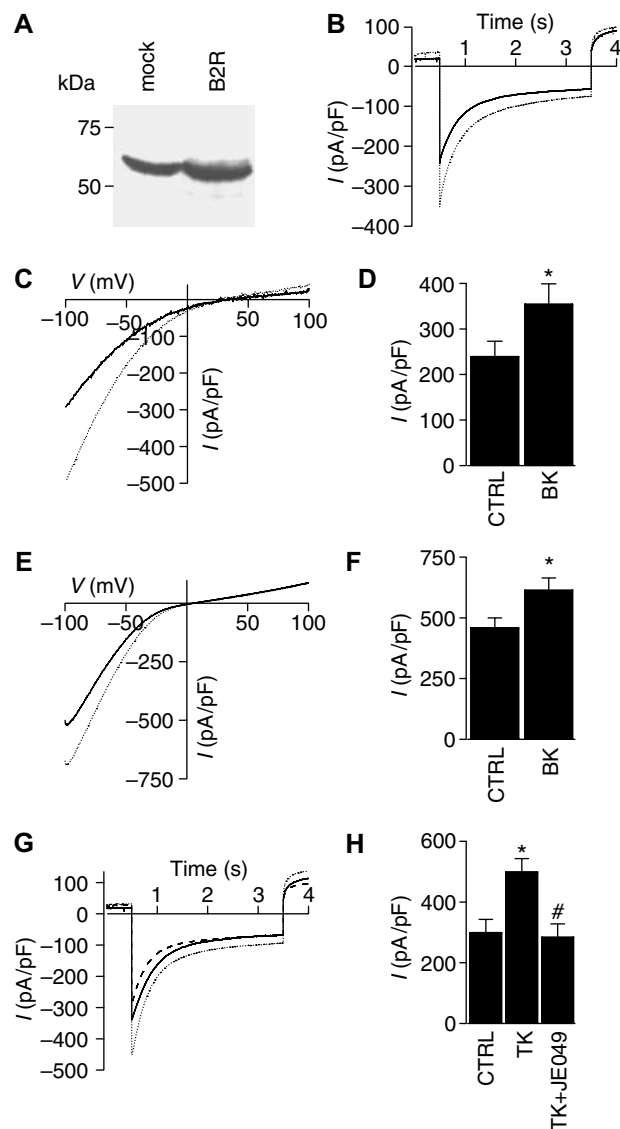 A
kDa
mock
B2R
75
50
B
Time (s)
100
0
–100
–200
–300
–400
1
2
3
4
I (pA/pF)
C
V (mV)
–100
–50
50
100
–100
–200
–300
–400
–500
I (pA/pF)
D
400
300
200
100
0
I (pA/pF)
*
CTRL
BK
E
V (mV)
–100
–50
50
100
–250
–500
–750
I (pA/pF)
F
750
500
250
0
I (pA/pF)
*
CTRL
BK
G
Time (s)
100
0
–100
–200
–300
–400
–500
1
2
3
4
I (pA/pF)
H
600
400
200
0
I (pA/pF)
*
#
CTRL
TK
TK+JE049